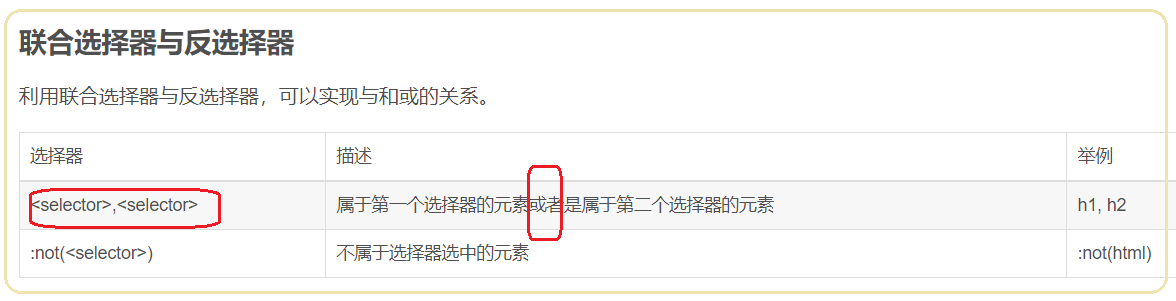 联合选择器与反选择器
利用联合选择器与反选择器，可以实现与和或的关系。
选择器 描述 举例
<selector>,<selector> 属于第一个选择器的元素或者是属于第二个选择器的元素 h1, h2
:not(<selector>) 不属于选择器选中的元素 :not(html)